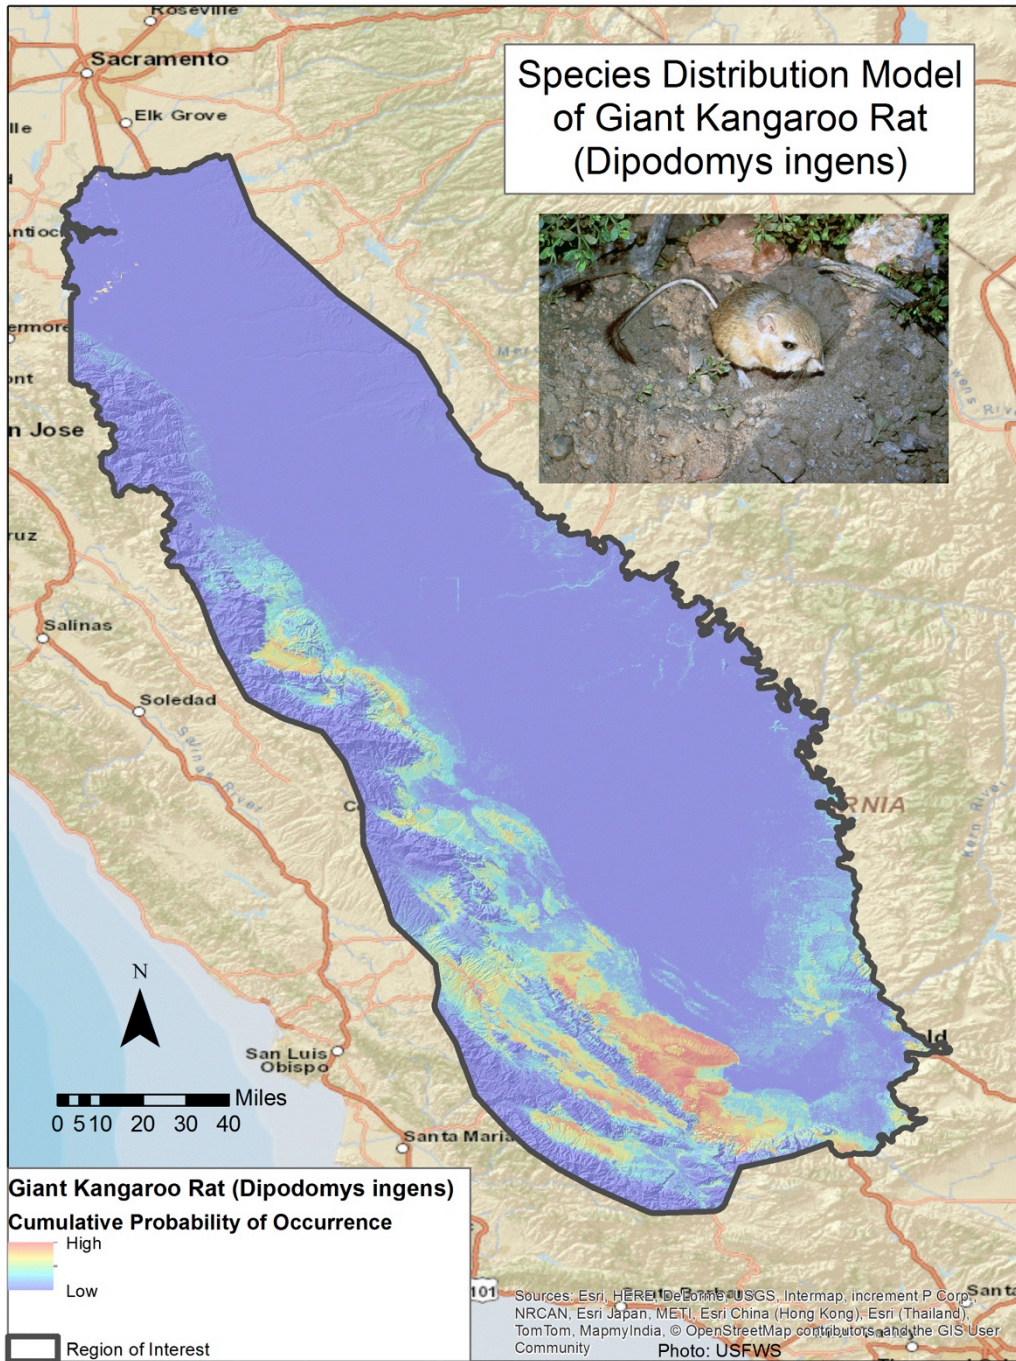 Roseville
Sacramento
Elk Grove
lle
Species Distribution Model
of Giant Kangaroo Rat
(Dipodomys ingens)
Antioc
ermore
ont
n Jose
ruz
Salinas
Soledad
Salinas River
Owens River
RNIA
Kern River
N
San Luis
Obispo
ld
Miles
0 5 10 20 30 40
Santa Maria
Giant Kangaroo Rat (Dipodomys ingens)
Cumulative Probability of Occurrence
High
Low
Region of Interest
101
Santa
Sources: Esri, HERE, DeLorme, USGS, Intermap, increment P Corp.,
NRCAN, Esri Japan, METI, Esri China (Hong Kong), Esri (Thailand),
TomTom, MapmyIndia, © OpenStreetMap contributors, and the GIS User
Community
Photo: USFWS